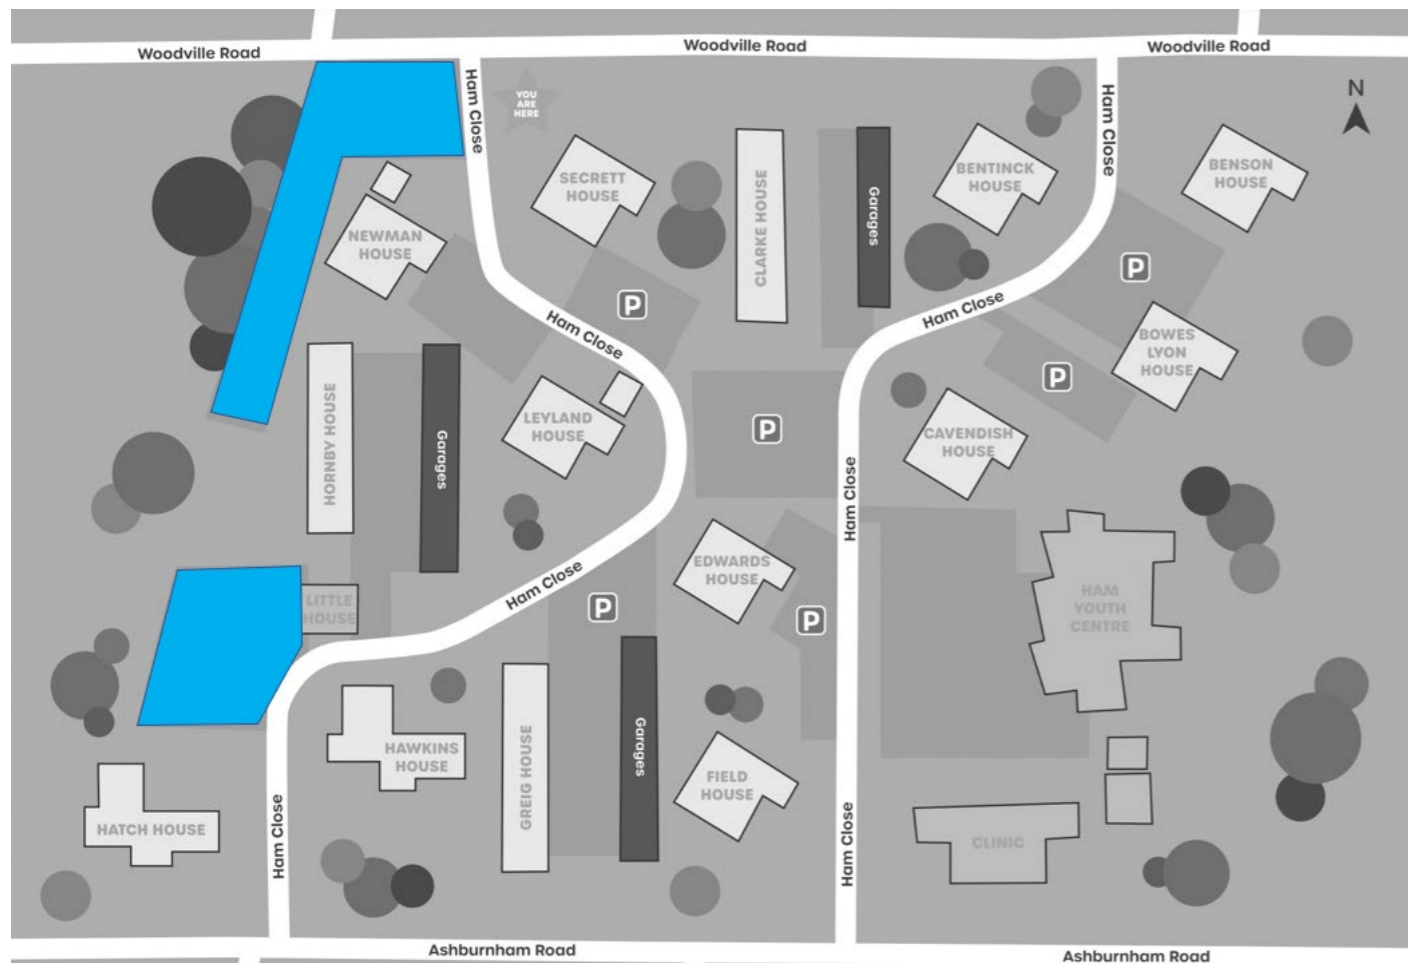 Woodville Road
Woodville Road
Woodville Road
Ham Close
YOU
ARE
HERE
Ham Close
N
SECRETT
HOUSE
CLARKE HOUSE
Garages
BENTINCK
HOUSE
BENSON
HOUSE
NEWMAN
HOUSE
P
P
Ham Close
Ham Close
BOWES
LYON
HOUSE
P
HORNBY HOUSE
Garages
LEYLAND
HOUSE
P
CAVENDISH
HOUSE
Ham Close
Ham Close
EDWARDS
HOUSE
LITTLE
HOUSE
P
P
HAM
YOUTH
CENTRE
HAWKINS
HOUSE
GREIG HOUSE
Garages
FIELD
HOUSE
HATCH HOUSE
Ham Close
Ham Close
CLINIC
Ashburnham Road
Ashburnham Road